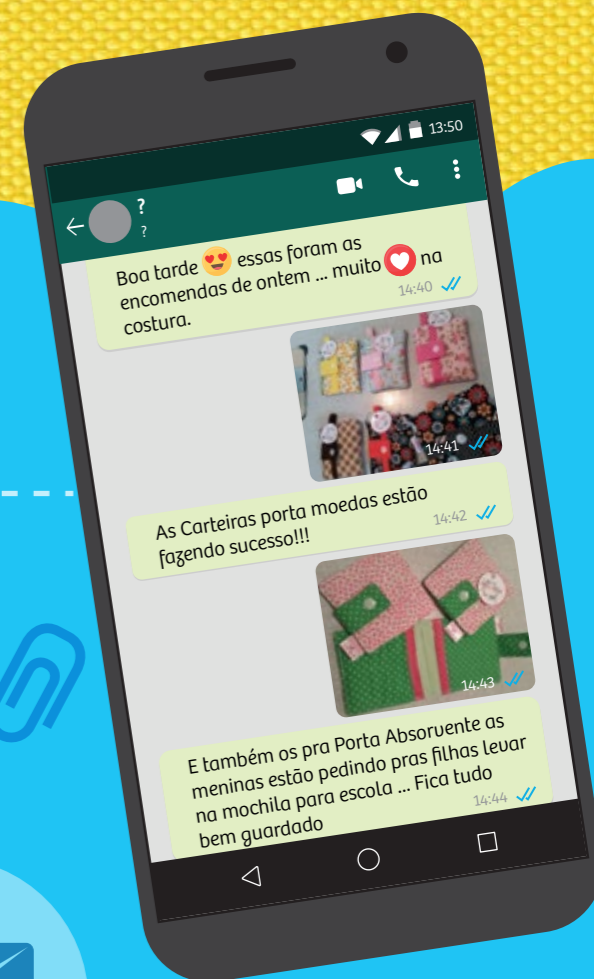 13:50
?
?
Boa tarde 😍 essas foram as
encomendas de ontem ... muito ❤️ na
costura.
14:40
14:41
As Carteiras porta moedas estão
fazendo sucesso!!!
14:42
14:43
E também os pra Porta Absorvente as
meninas estão pedindo pras filhas levar
na mochila para escola ... Fica tudo
bem guardado
14:44